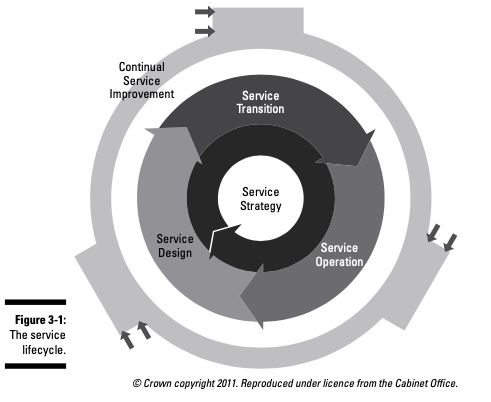 Continual
Service
Improvement
Service
Transition
Service
Strategy
Service
Design
Service
Operation
Figure 3-1:
The service
lifecycle.
© Crown copyright 2011. Reproduced under licence from the Cabinet Office.